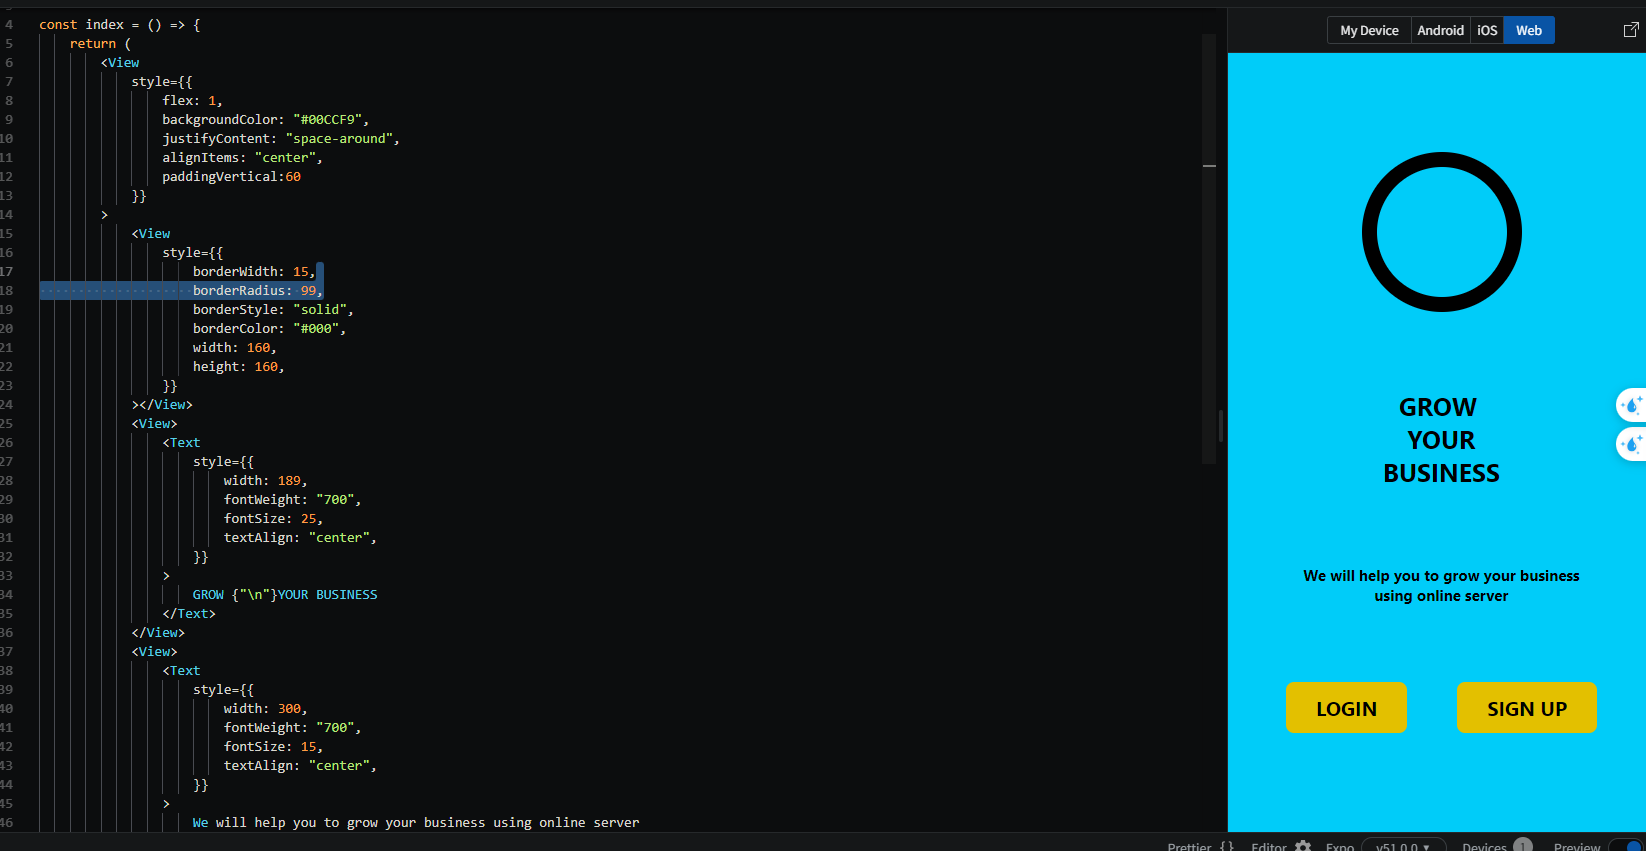 4 const index = () => {
5 return (
6 <View
7 style={{
8 flex: 1,
9 backgroundColor: "#00CCF9",
10 justifyContent: "space-around",
11 alignItems: "center",
12 paddingVertical:60
13 }}
14 >
15 <View
16 style={{
17 borderWidth: 15,
18 borderRadius: 99,
19 borderStyle: "solid",
20 borderColor: "#000",
21 width: 160,
22 height: 160,
23 }}
24 ></View>
25 <View>
26 <Text
27 style={{
28 width: 189,
29 fontWeight: "700",
30 fontSize: 25,
31 textAlign: "center",
32 }}
33 >
34 GROW {"\n"}YOUR BUSINESS
35 </Text>
36 </View>
37 <View>
38 <Text
39 style={{
40 width: 300,
41 fontWeight: "700",
42 fontSize: 15,
43 textAlign: "center",
44 }}
45 >
46 We will help you to grow your business using online server
My Device Android iOS Web
GROW
YOUR
BUSINESS
We will help you to grow your business
using online server
LOGIN SIGN UP
Prettier {} Editor Expo v51.0.0 Devices 1 Preview